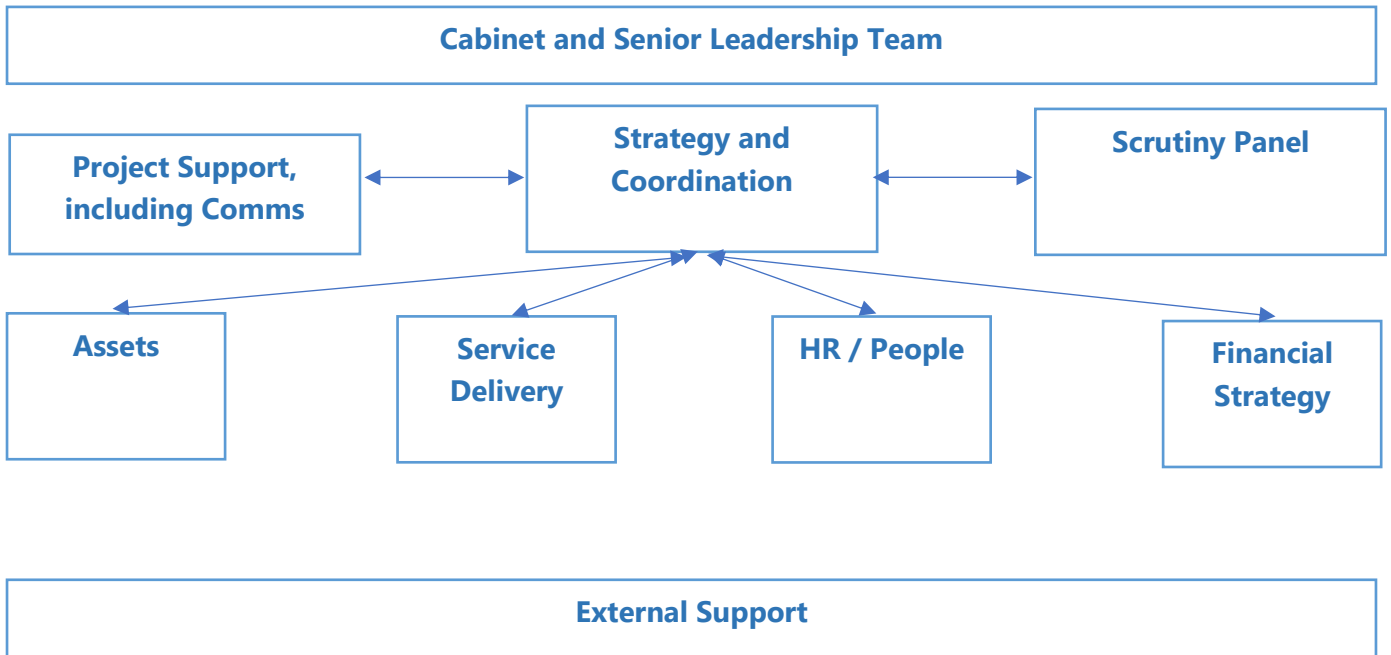 Cabinet and Senior Leadership Team
Project Support,
including Comms
Strategy and
Coordination
Scrutiny Panel
Assets
Service
Delivery
HR / People
Financial
Strategy
External Support